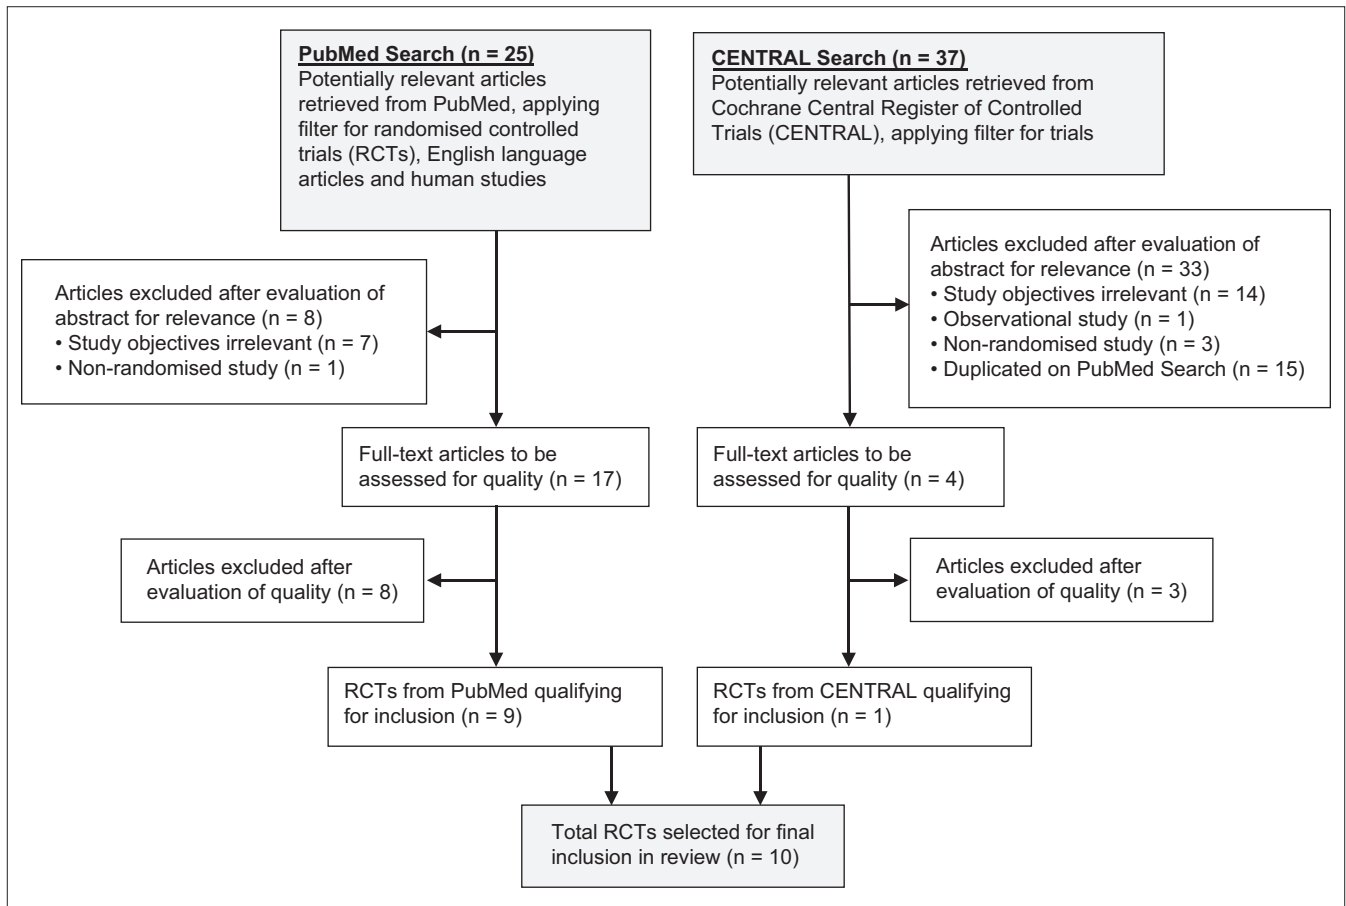 PubMed Search (n = 25)
Potentially relevant articles
retrieved from PubMed, applying
filter for randomised controlled
trials (RCTs), English language
articles and human studies
CENTRAL Search (n = 37)
Potentially relevant articles retrieved from
Cochrane Central Register of Controlled
Trials (CENTRAL), applying filter for trials
Articles excluded after evaluation of
abstract for relevance (n = 8)
• Study objectives irrelevant (n = 7)
• Non-randomised study (n = 1)
Articles excluded after evaluation of
abstract for relevance (n = 33)
• Study objectives irrelevant (n = 14)
• Observational study (n = 1)
• Non-randomised study (n = 3)
• Duplicated on PubMed Search (n = 15)
Full-text articles to be
assessed for quality (n = 17)
Full-text articles to be
assessed for quality (n = 4)
Articles excluded after
evaluation of quality (n = 8)
Articles excluded after
evaluation of quality (n = 3)
RCTs from PubMed qualifying
for inclusion (n = 9)
RCTs from CENTRAL qualifying
for inclusion (n = 1)
Total RCTs selected for final
inclusion in review (n = 10)